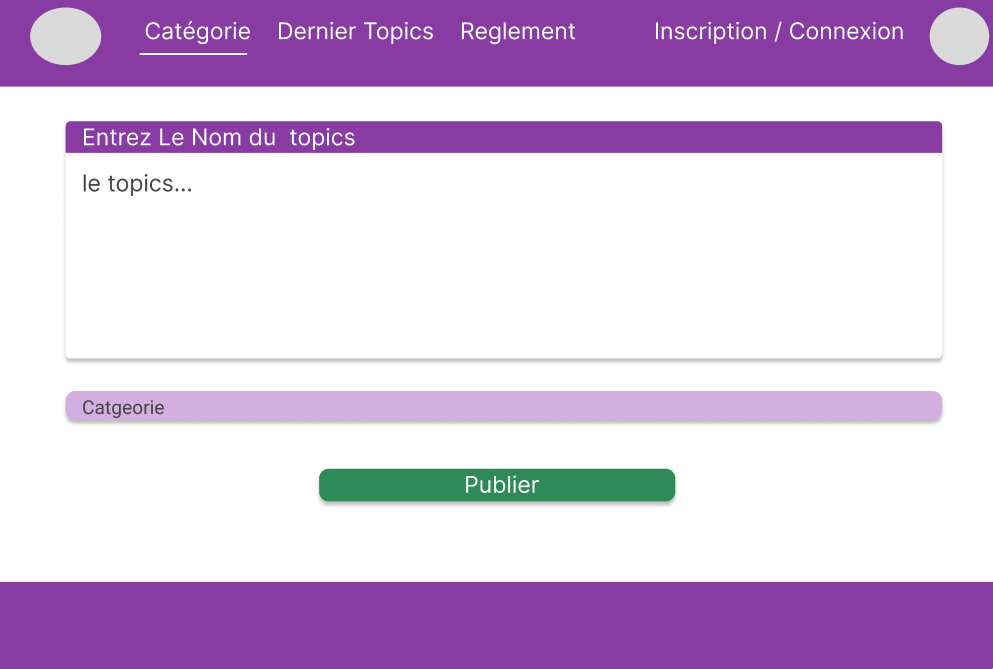 Catégorie Dernier Topics Reglement Inscription / Connexion
Entrez Le Nom du  topics
le topics...
Catgeorie
Publier